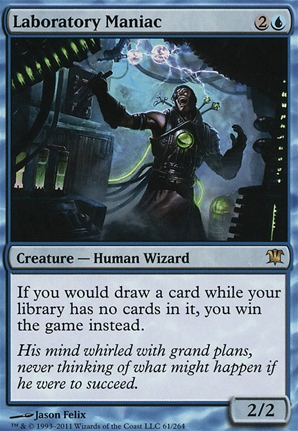 Laboratory Maniac 2
Creature — Human Wizard
If you would draw a card while your
library has no cards in it, you win
the game instead.
His mind whirled with grand plans,
never thinking of what might happen if
he were to succeed.
2/2
Jason Felix
™ & © 1993–2011 Wizards of the Coast LLC 61/264